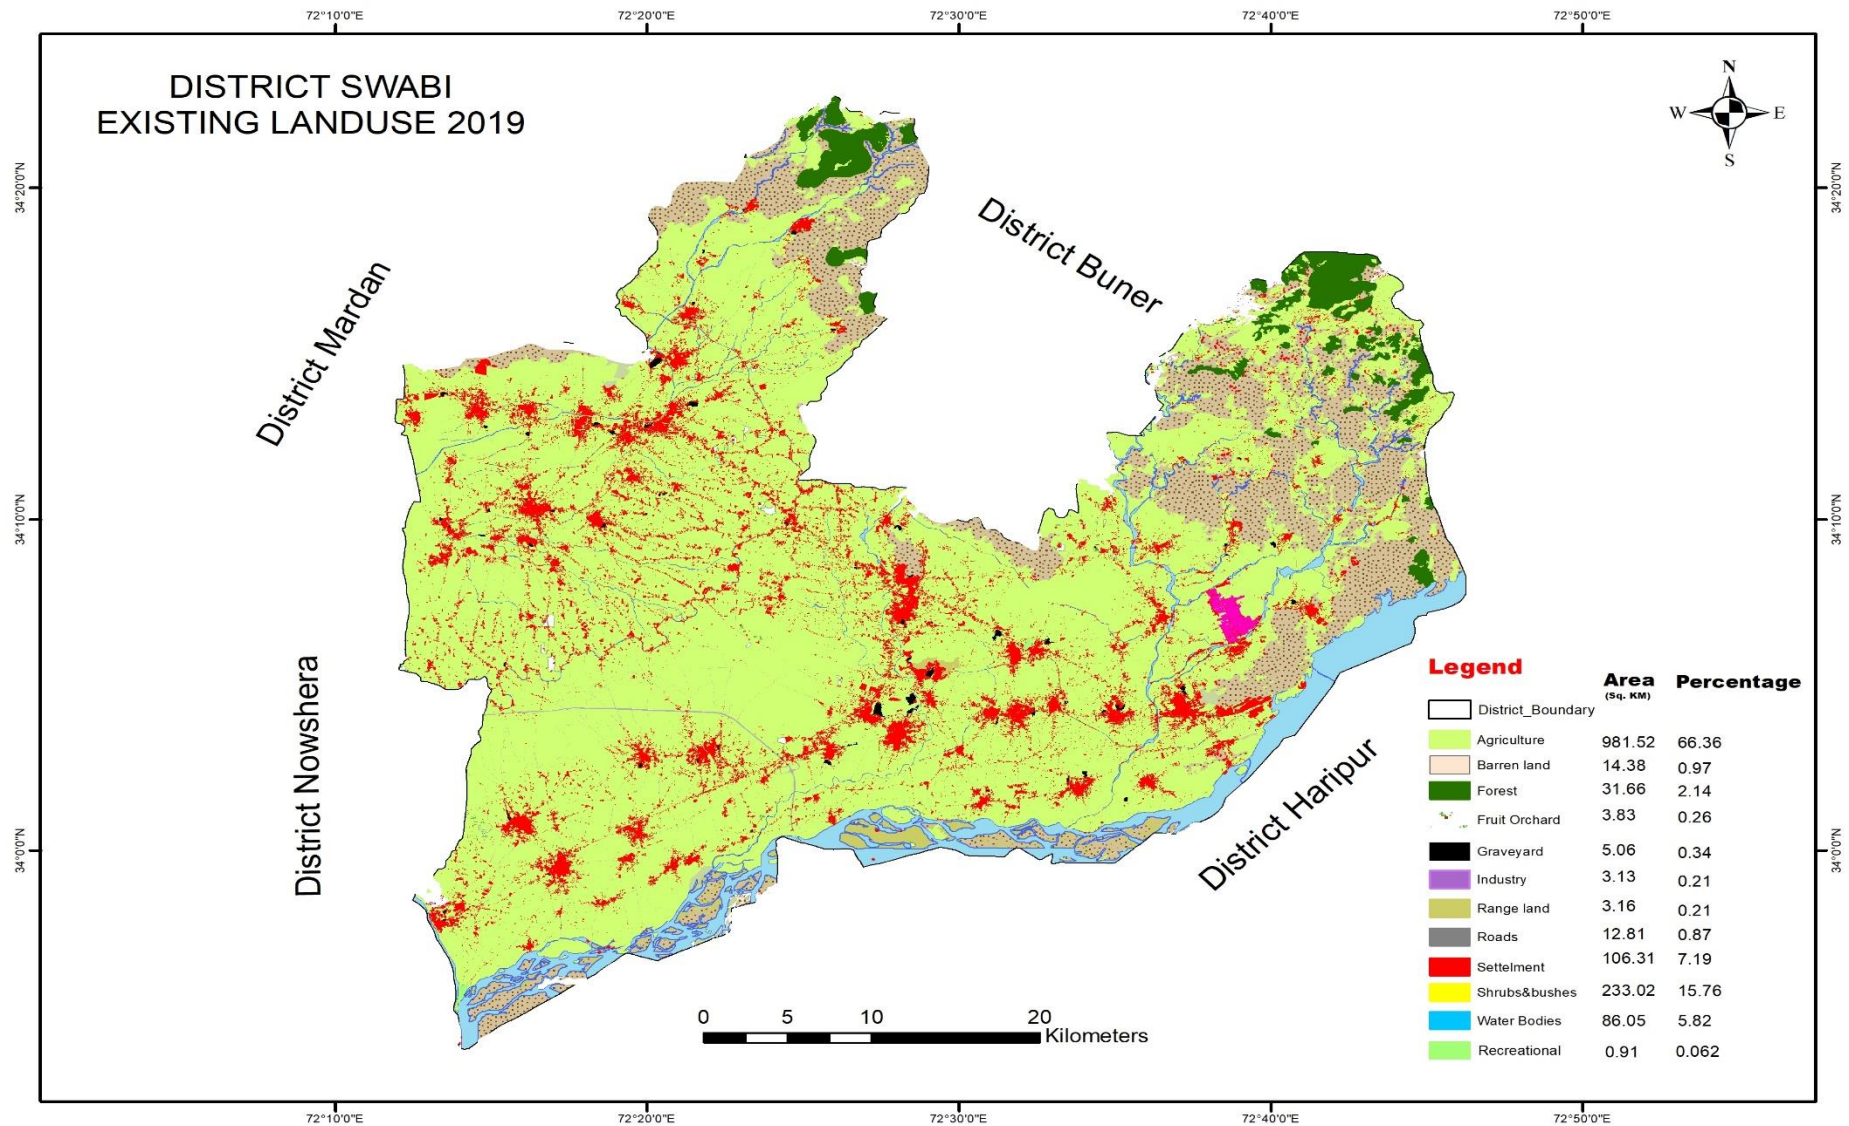 72°10'0"E 72°20'0"E 72°30'0"E 72°40'0"E 72°50'0"E
DISTRICT SWABI
EXISTING LANDUSE 2019
N
W E
S
34°20'0"N 34°20'0"N
District Buner
District Mardan
34°10'0"N 34°10'0"N
District Nowshera
District Haripur
34°0'0"N 34°0'0"N
Legend Area Percentage
(Sq. KM)
District_Boundary
Agriculture 981.52 66.36
Barren land 14.38 0.97
Forest 31.66 2.14
Fruit Orchard 3.83 0.26
Graveyard 5.06 0.34
Industry 3.13 0.21
Range land 3.16 0.21
Roads 12.81 0.87
Settelment 106.31 7.19
Shrubs&bushes 233.02 15.76
Water Bodies 86.05 5.82
Recreational 0.91 0.062
0 5 10 20
Kilometers
72°10'0"E 72°20'0"E 72°30'0"E 72°40'0"E 72°50'0"E